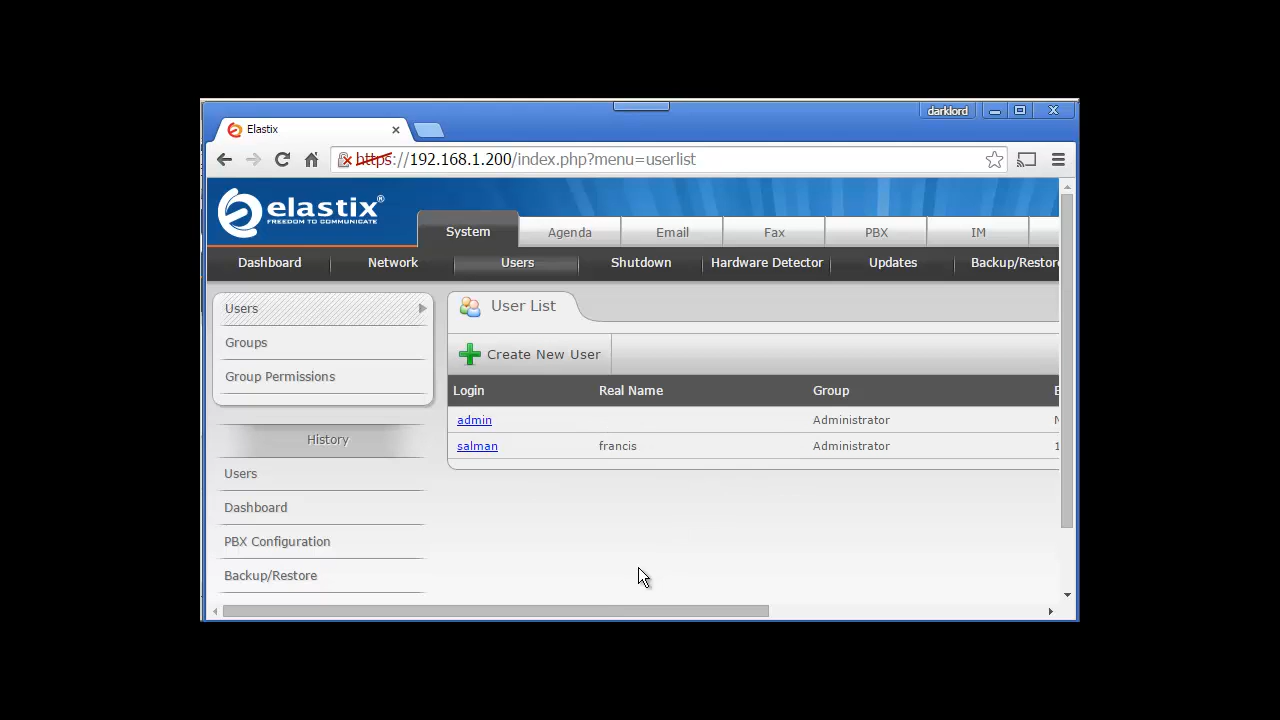 darklord
Elastix
https://192.168.1.200/index.php?menu=userlist
elastix®
FREEDOM TO COMMUNICATE
System Agenda Email Fax PBX IM
Dashboard Network Users Shutdown Hardware Detector Updates Backup/Restore
Users
Groups
Group Permissions
History
Users
Dashboard
PBX Configuration
Backup/Restore
User List
Create New User
Login Real Name Group
admin Administrator
salman francis Administrator